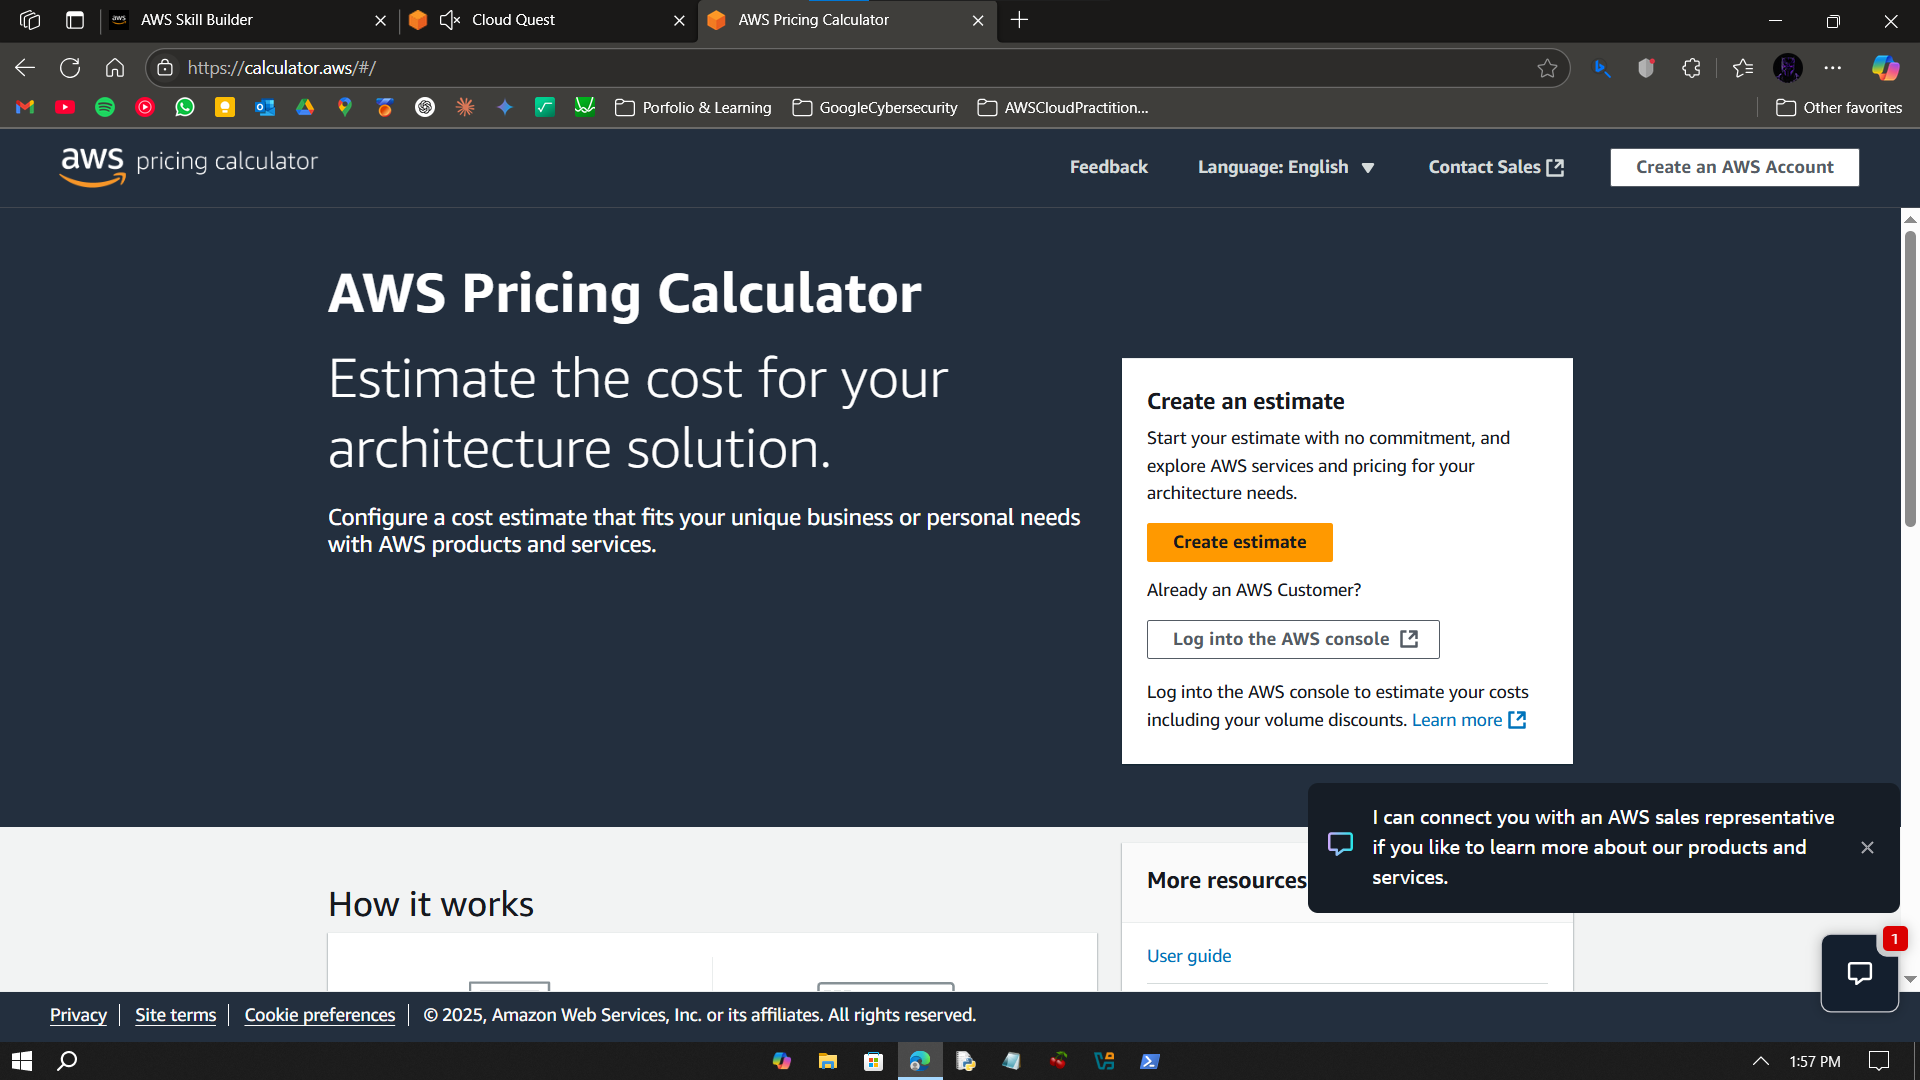 AWS Skill Builder
Cloud Quest
AWS Pricing Calculator
https://calculator.aws/#/
Porfolio & Learning
GoogleCybersecurity
AWSCloudPractition...
Other favorites
aws pricing calculator
Feedback
Language: English
Contact Sales
Create an AWS Account
AWS Pricing Calculator
Estimate the cost for your
architecture solution.
Configure a cost estimate that fits your unique business or personal needs
with AWS products and services.
Create an estimate
Start your estimate with no commitment, and
explore AWS services and pricing for your
architecture needs.
Create estimate
Already an AWS Customer?
Log into the AWS console
Log into the AWS console to estimate your costs
including your volume discounts. Learn more
I can connect you with an AWS sales representative
if you like to learn more about our products and
services.
How it works
More resources
User guide
1
Privacy
Site terms
Cookie preferences
© 2025, Amazon Web Services, Inc. or its affiliates. All rights reserved.
1:57 PM